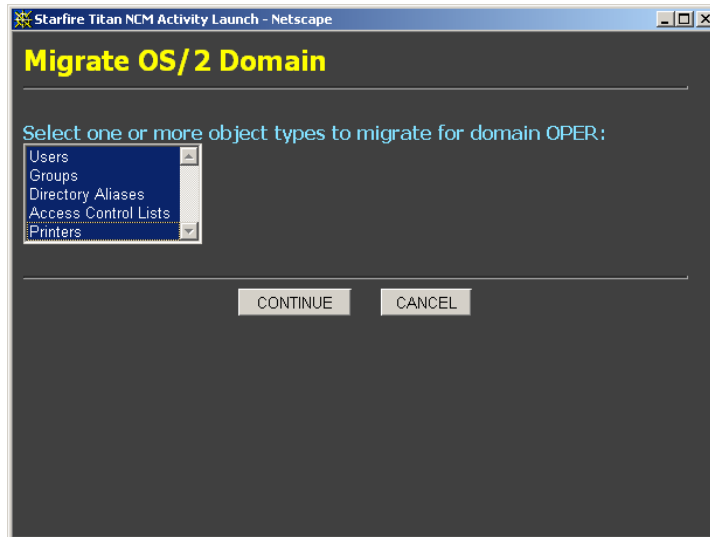 Starfire Titan NCM Activity Launch - Netscape
Migrate OS/2 Domain
Select one or more object types to migrate for domain OPER:
Users
Groups
Directory Aliases
Access Control Lists
Printers
CONTINUE CANCEL